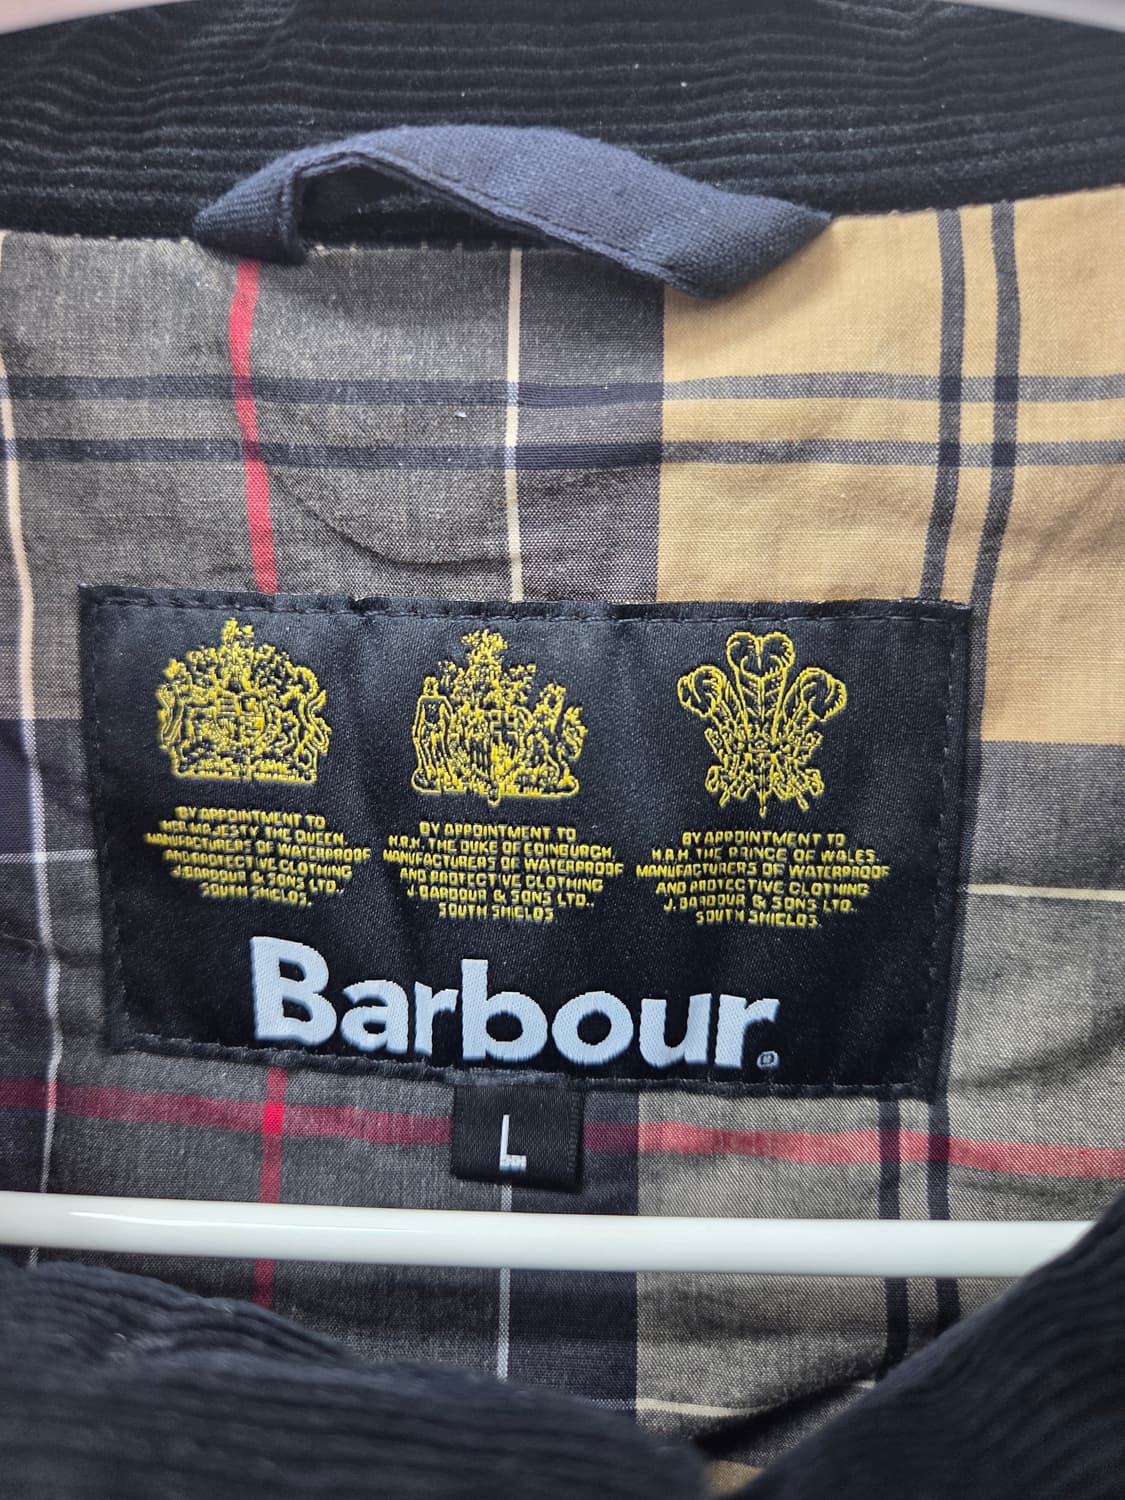 BY APPOINTMENT TO
HER MAJESTY THE QUEEN
MANUFACTURERS OF WATERPROOF
AND PROTECTIVE CLOTHING
J.BARBOUR & SONS LTD.,
SOUTH SHIELDS.
BY APPOINTMENT TO
H.R.H. THE DUKE OF EDINBURGH
MANUFACTURERS OF WATERPROOF
AND PROTECTIVE CLOTHING
J.BARBOUR & SONS LTD.,
SOUTH SHIELDS
BY APPOINTMENT TO
H.R.H. THE PRINCE OF WALES
MANUFACTURERS OF WATERPROOF
AND PROTECTIVE CLOTHING
J.BARBOUR & SONS LTD.,
SOUTH SHIELDS.
Barbour®
L